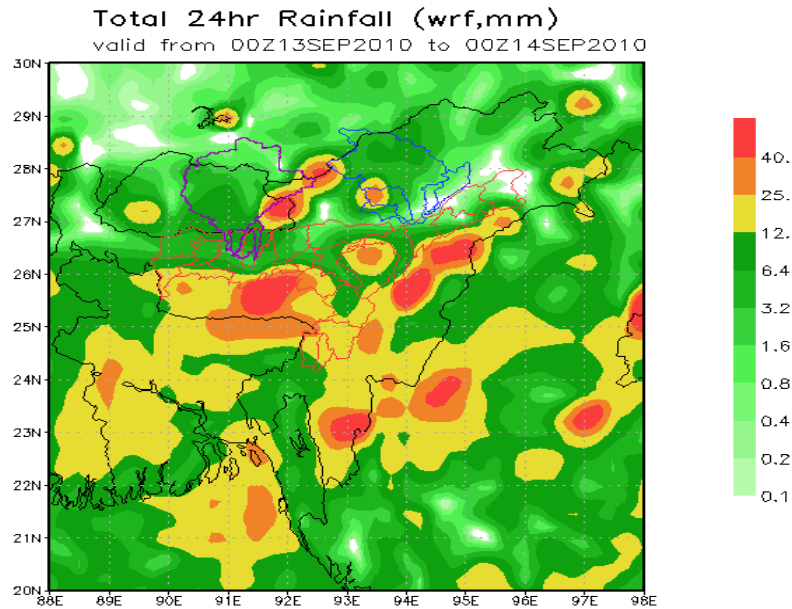 Total 24hr Rainfall (wrf,mm)
valid from 00Z13SEP2010 to 00Z14SEP2010
30N
29N
28N
27N
26N
25N
24N
23N
22N
21N
20N
88E 89E 90E 91E 92E 93E 94E 95E 96E 97E 98E
40.
25.
12.
6.4
3.2
1.6
0.8
0.4
0.2
0.1